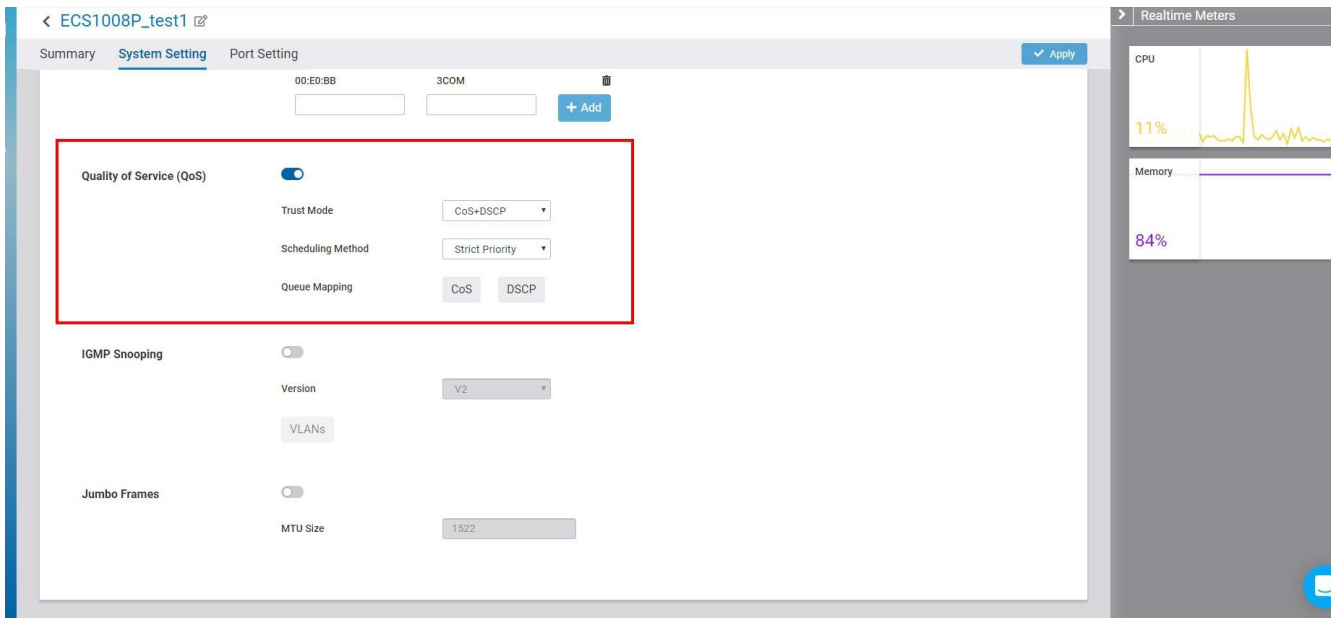 ECS1008P_test1
Realtime Meters
Summary System Setting Port Setting Apply
CPU
11%
Memory
84%
00:E0:BB 3COM
+ Add
Quality of Service (QoS)
Trust Mode CoS+DSCP
Scheduling Method Strict Priority
Queue Mapping CoS DSCP
IGMP Snooping
Version V2
VLANs
Jumbo Frames
MTU Size 1522